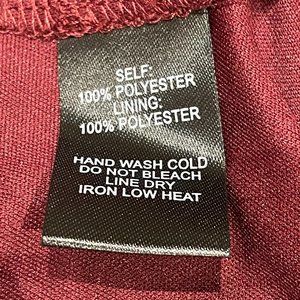 SELF:
100% POLYESTER
LINING:
100% POLYESTER
HAND WASH COLD
DO NOT BLEACH
LINE DRY
IRON LOW HEAT